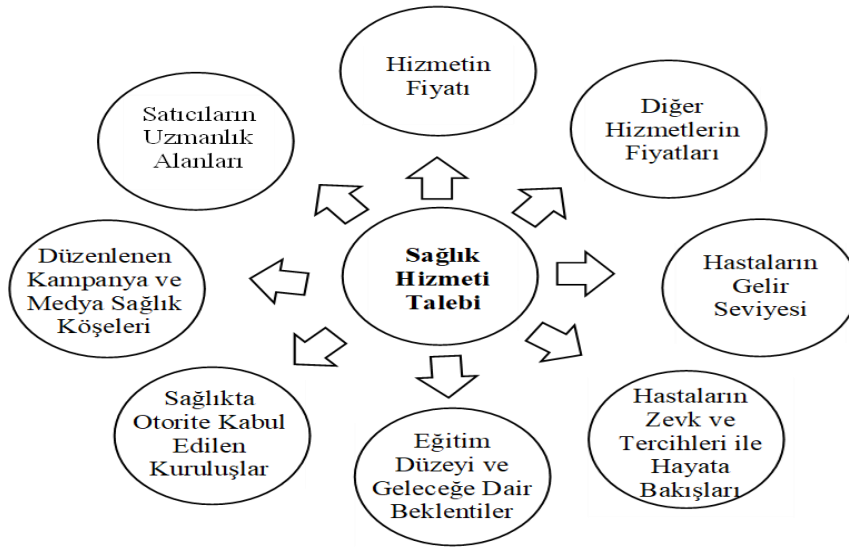 Hizmetin
Fiyatı
Diğer
Hizmetlerin
Fiyatları
Hastaların
Gelir
Seviyesi
Hastaların
Zevk ve
Tercihleri ile
Hayata
Bakışları
Eğitim
Düzeyi ve
Geleceğe Dair
Beklentiler
Sağlıkta
Otorite Kabul
Edilen
Kuruluşlar
Düzenlenen
Kampanya ve
Medya Sağlık
Köşeleri
Satıcıların
Uzmanlık
Alanları
Sağlık
Hizmeti
Talebi